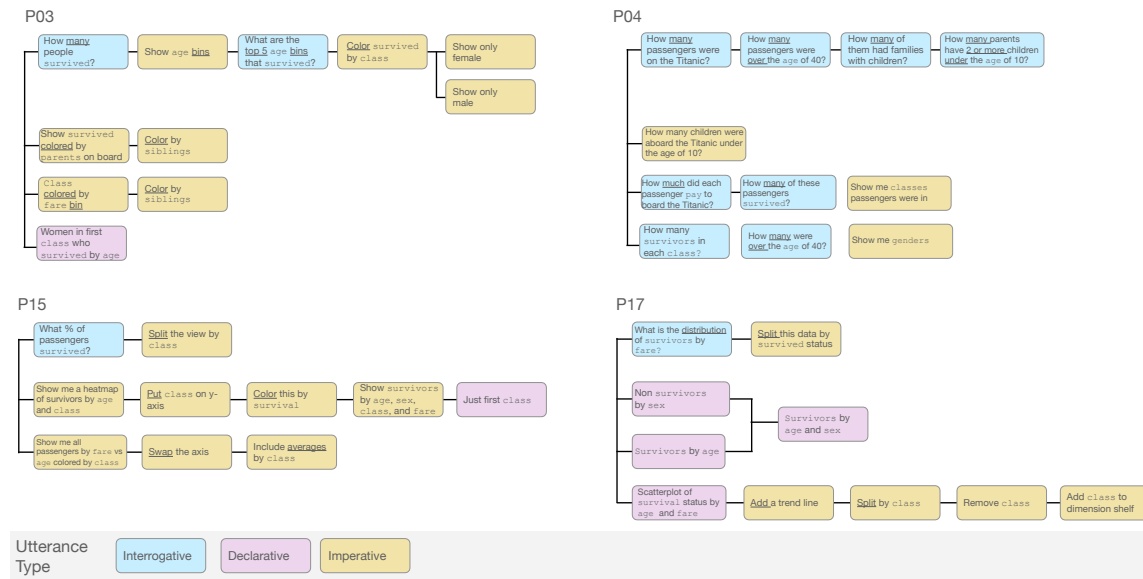 P03
How many
people
survived?
Show age bins
What are the
top 5 age bins
that survived?
Color survived
by class
Show only
female
Show only
male
Show survived
colored by
parents on board
Color by
siblings
Class
colored by
fare bin
Color by
siblings
Women in first
class who
survived by age
P04
How many
passengers were
on the Titanic?
How many
passengers were
over the age of 40?
How many of
them had families
with children?
How many parents
have 2 or more children
under the age of 10?
How many children were
aboard the Titanic under
the age of 10?
How much did each
passenger pay to
board the Titanic?
How many of these
passengers
survived?
Show me classes
passengers were in
How many
survivors in
each class?
How many were
over the age of 40?
Show me genders
P15
What % of
passengers
survived?
Split the view by
class
Show me a heatmap
of survivors by age
and class
Put class on y-
axis
Color this by
survival
Show survivors
by age, sex,
class, and fare
Just first class
Show me all
passengers by fare vs
age colored by class
Swap the axis
Include averages
by class
P17
What is the distribution
of survivors by
fare?
Split this data by
survived status
Non survivors
by sex
Survivors by age
Survivors by
age and sex
Scatterplot of
survival status by
age and fare
Add a trend line
Split by class
Remove class
Add class to
dimension shelf
Utterance
Type
Interrogative
Declarative
Imperative